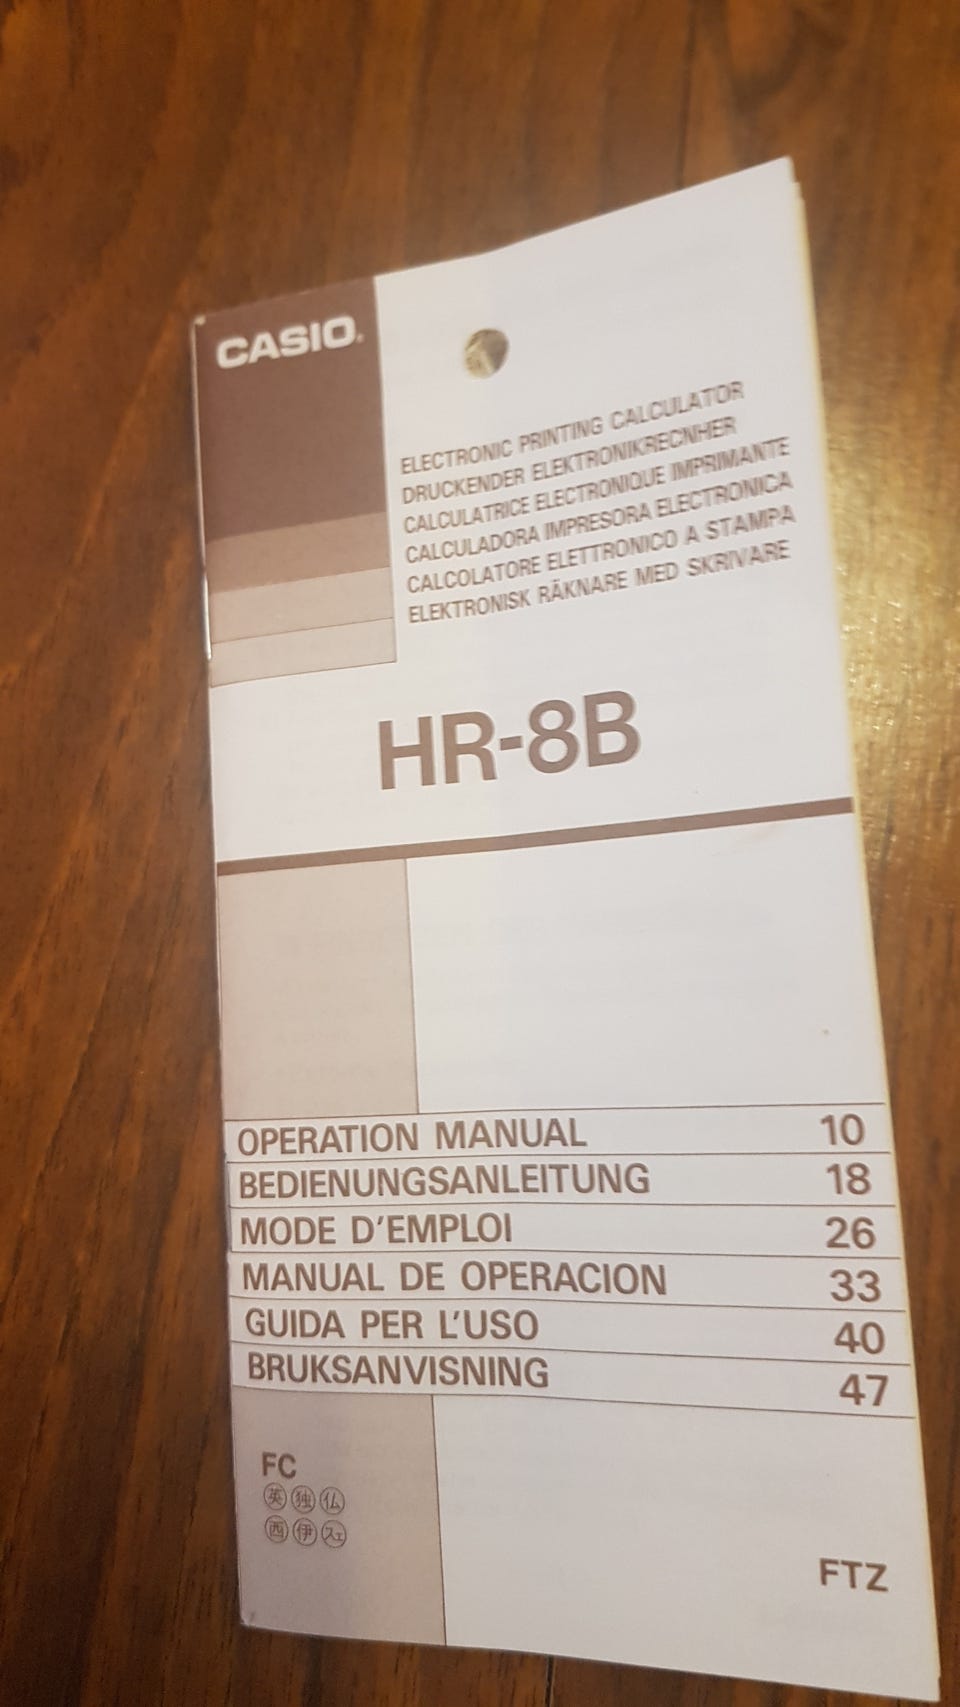 CASIO®
ELECTRONIC PRINTING CALCULATOR
DRUCKENDER ELEKTRONIKRECNHER
CALCULATRICE ELECTRONIQUE IMPRIMANTE
CALCULADORA IMPRESORA ELECTRONICA
CALCOLATORE ELETTRONICO A STAMPA
ELEKTRONISK RÄKNARE MED SKRIVARE
HR-8B
OPERATION MANUAL 10
BEDIENUNGSANLEITUNG 18
MODE D'EMPLOI 26
MANUAL DE OPERACION 33
GUIDA PER L'USO 40
BRUKSANVISNING 47
FC
英 独 仏
西 伊 スェ
FTZ